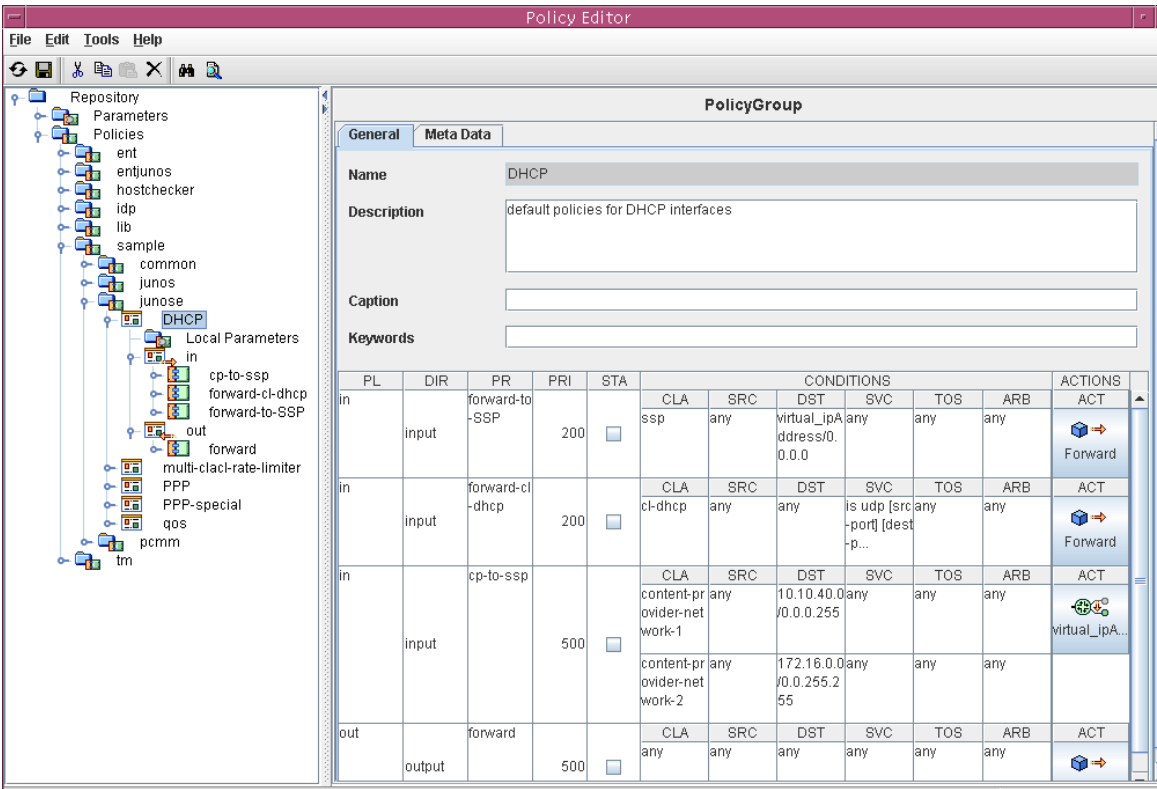 Policy Editor
File Edit Tools Help
Repository
Parameters
Policies
ent
entjunos
hostchecker
idp
lib
sample
common
junos
junose
DHCP
Local Parameters
in
cp-to-ssp
forward-cl-dhcp
forward-to-SSP
out
forward
multi-clacl-rate-limiter
PPP
PPP-special
qos
pcmm
tm
PolicyGroup
General Meta Data
Name DHCP
Description default policies for DHCP interfaces
Caption
Keywords
PL DIR PR PRI STA CONDITIONS ACTIONS
in forward-to CLA SRC DST SVC TOS ARB ACT
-SSP ssp any virtual_ipA any any any
input 200 ddress/0.
0.0.0 Forward
in forward-cl CLA SRC DST SVC TOS ARB ACT
-dhcp cl-dhcp any any is udp [src any any
input 200 -port] [dest
-p... Forward
in cp-to-ssp CLA SRC DST SVC TOS ARB ACT
content-pr any 10.10.40.0 any any any
ovider-net /0.0.0.255
work-1 virtual_ipA...
input 500
content-pr any 172.16.0.0 any any any
ovider-net /0.0.255.2
work-2 55
out forward CLA SRC DST SVC TOS ARB ACT
any any any any any any
output 500